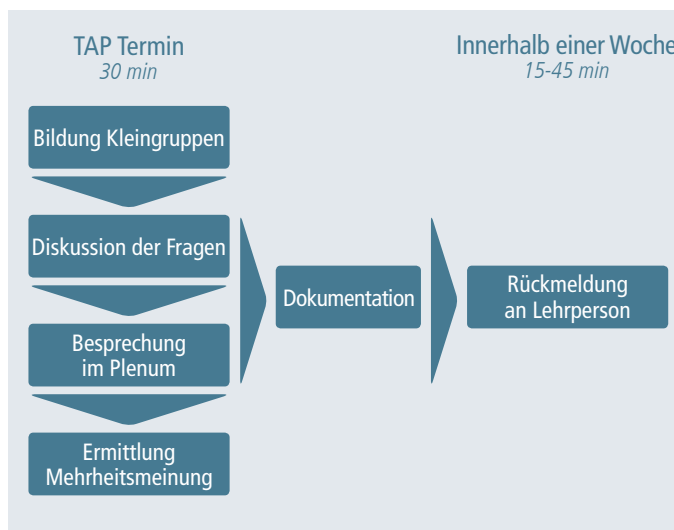 TAP Termin
30 min
Bildung Kleingruppen
Diskussion der Fragen
Besprechung
im Plenum
Ermittlung
Mehrheitsmeinung
Dokumentation
Innerhalb einer Woche
15-45 min
Rückmeldung
an Lehrperson